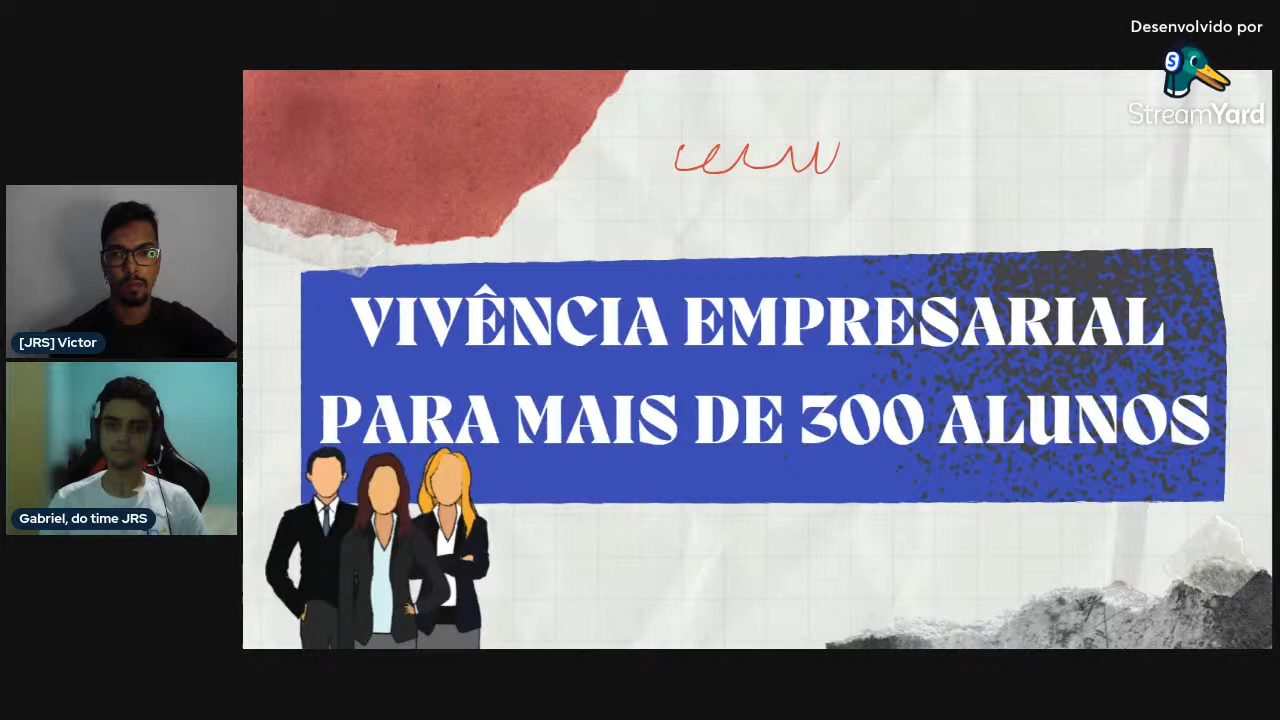 Desenvolvido por
StreamYard
VIVÊNCIA EMPRESARIAL
PARA MAIS DE 300 ALUNOS
[JRS] Victor
Gabriel, do time JRS